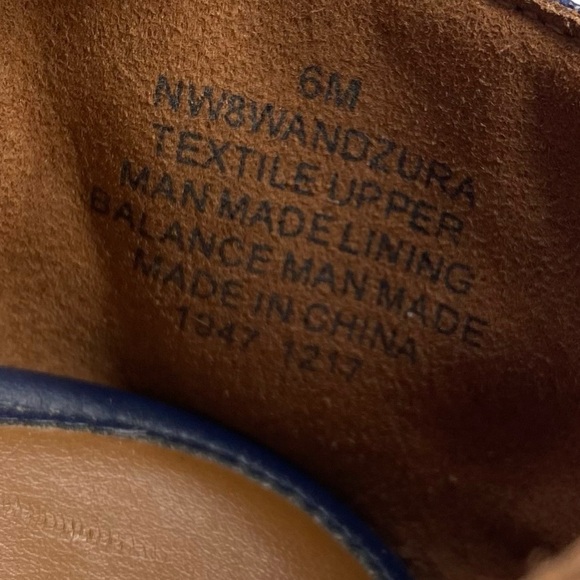 6M
NW8WANDZURA
TEXTILE UPPER
MAN MADE LINING
BALANCE MAN MADE
MADE IN CHINA
1347 1217